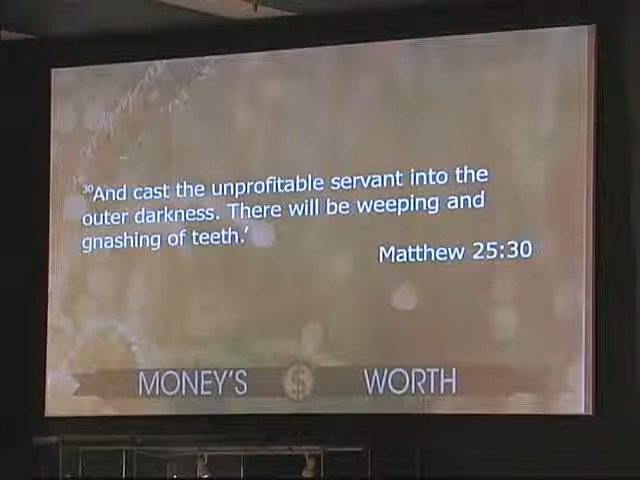 ³⁰And cast the unprofitable servant into the
outer darkness. There will be weeping and
gnashing of teeth.’
Matthew 25:30
MONEY'S $ WORTH